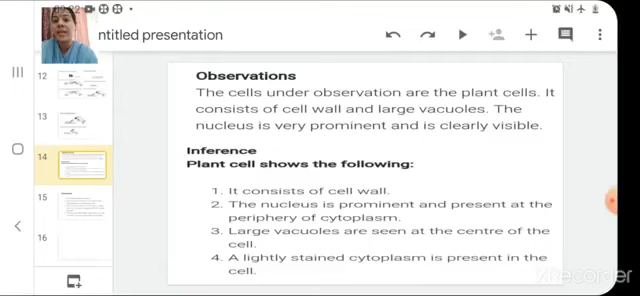 ntitled presentation
12
13
14
15
16
Observations
The cells under observation are the plant cells. It
consists of cell wall and large vacuoles. The
nucleus is very prominent and is clearly visible.
Inference
Plant cell shows the following:
1. It consists of cell wall.
2. The nucleus is prominent and present at the
periphery of cytoplasm.
3. Large vacuoles are seen at the centre of the
cell.
4. A lightly stained cytoplasm is present in the
cell.